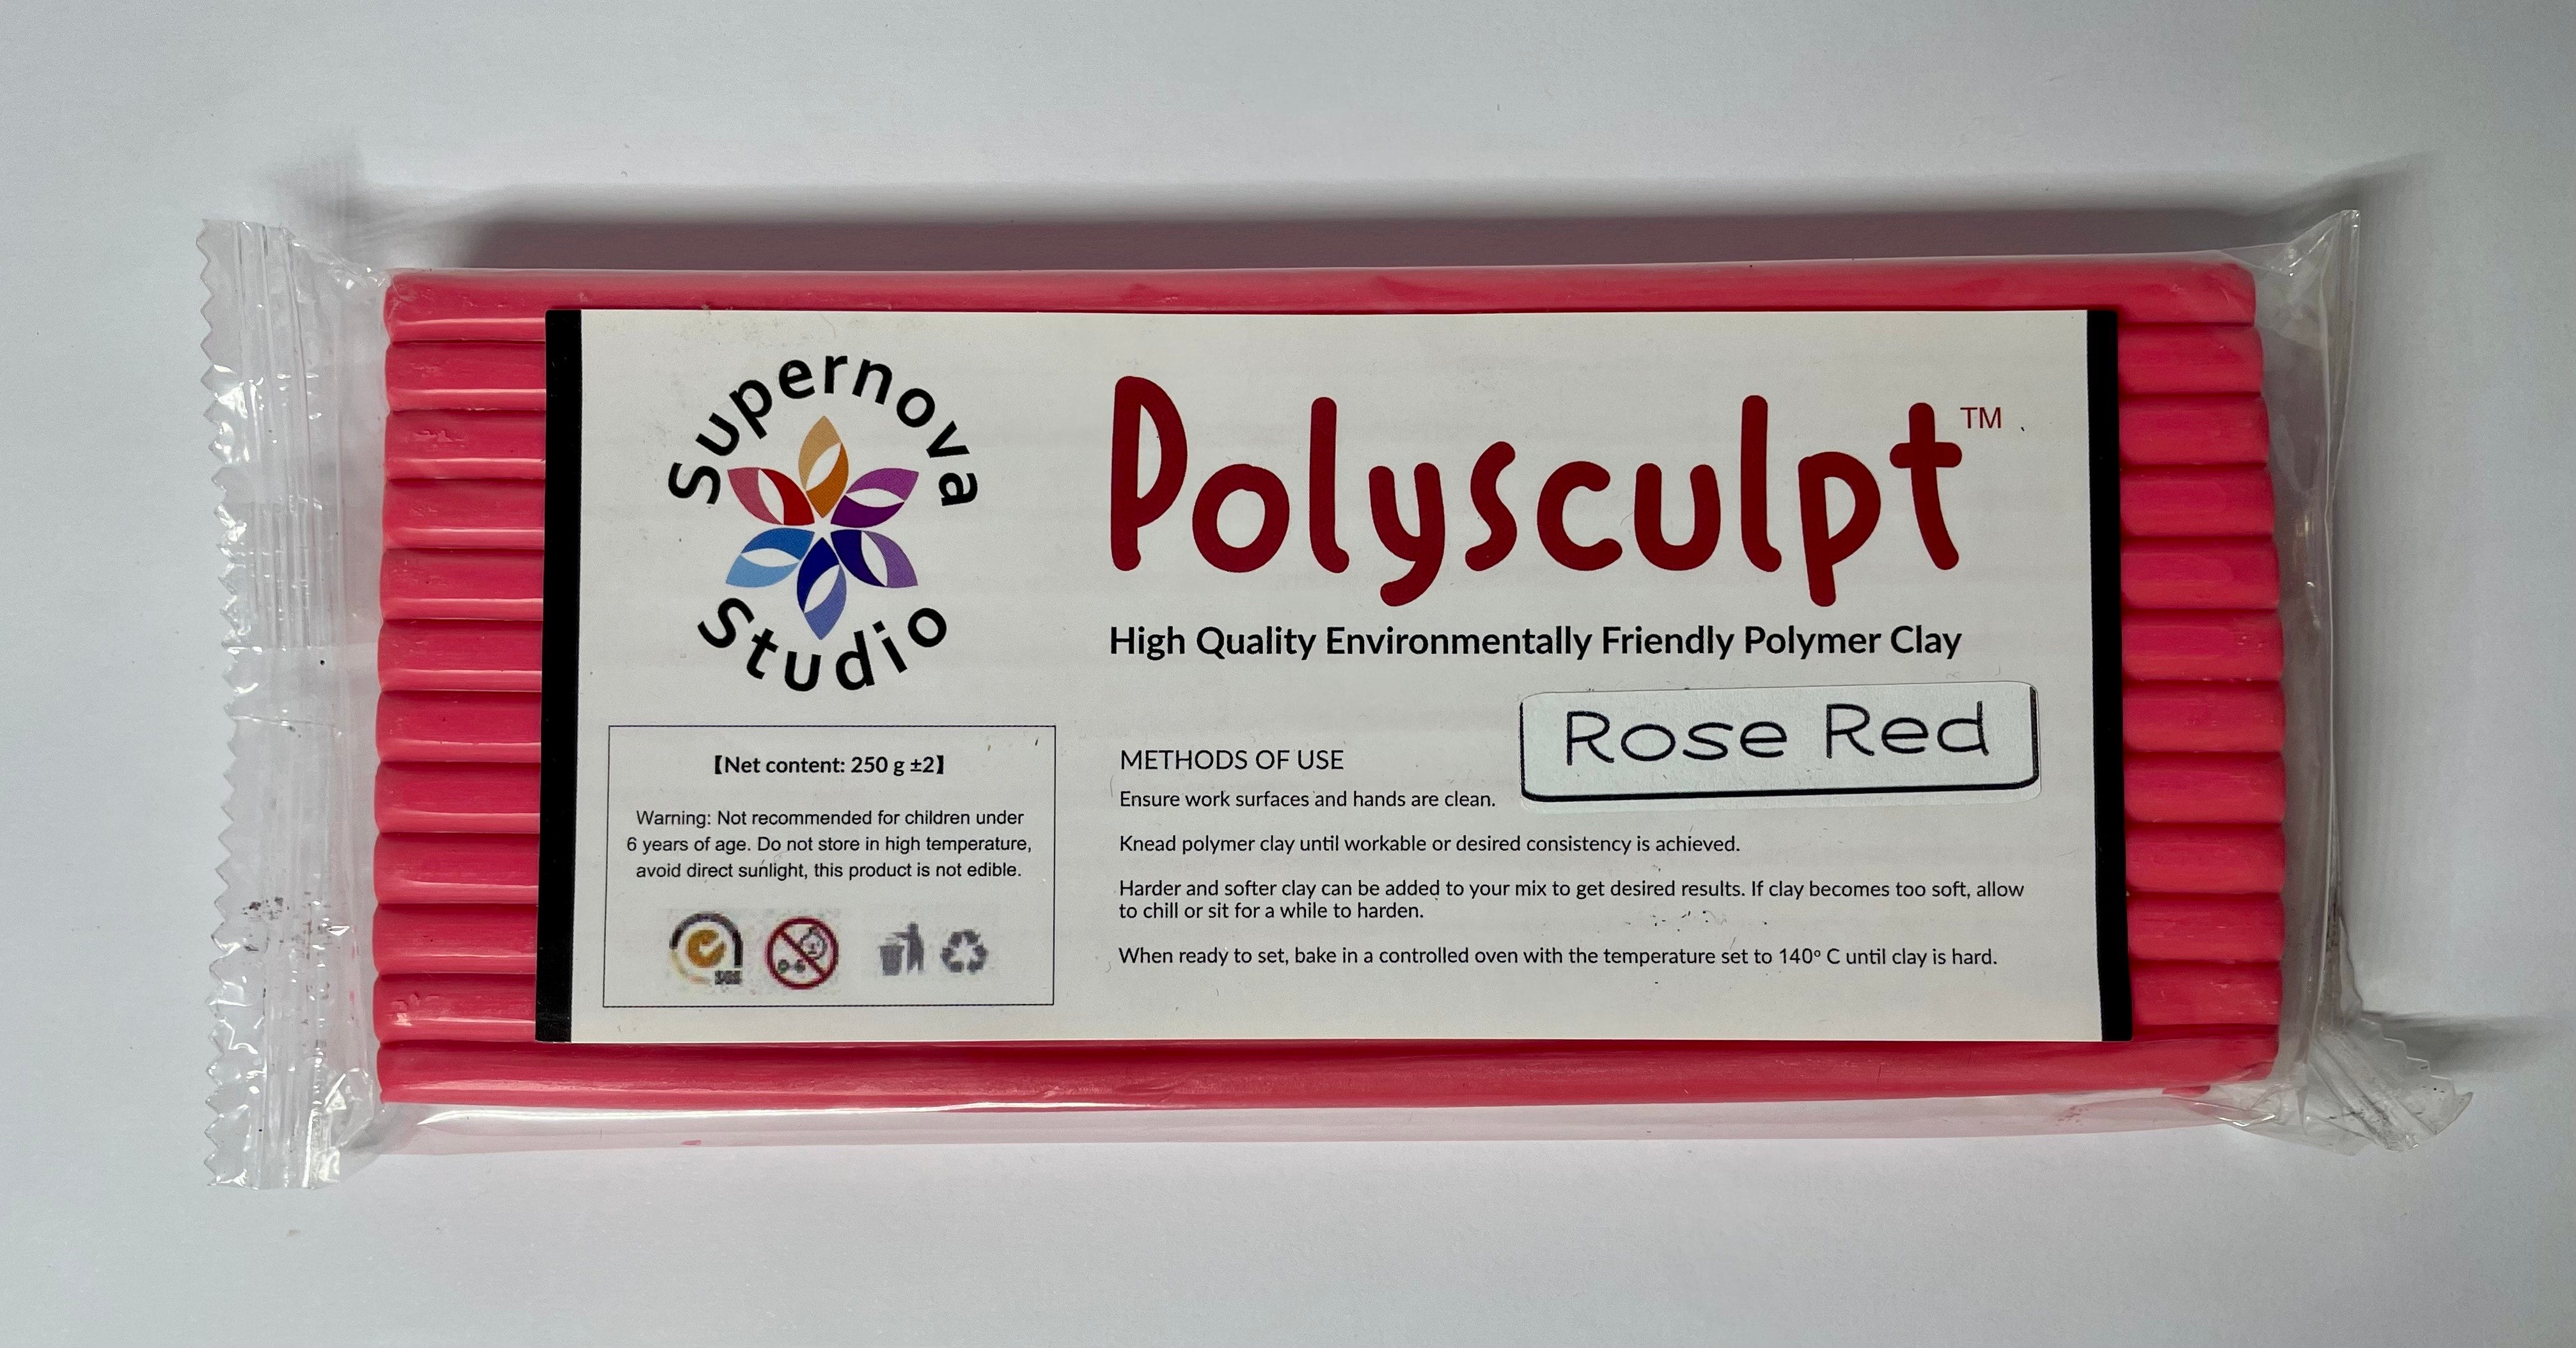 Supernova
Studio
Polysculpt™
High Quality Environmentally Friendly Polymer Clay
Rose Red
【Net content: 250 g ±2】
Warning: Not recommended for children under
6 years of age. Do not store in high temperature,
avoid direct sunlight, this product is not edible.
METHODS OF USE
Ensure work surfaces and hands are clean.
Knead polymer clay until workable or desired consistency is achieved.
Harder and softer clay can be added to your mix to get desired results. If clay becomes too soft, allow
to chill or sit for a while to harden.
When ready to set, bake in a controlled oven with the temperature set to 140º C until clay is hard.